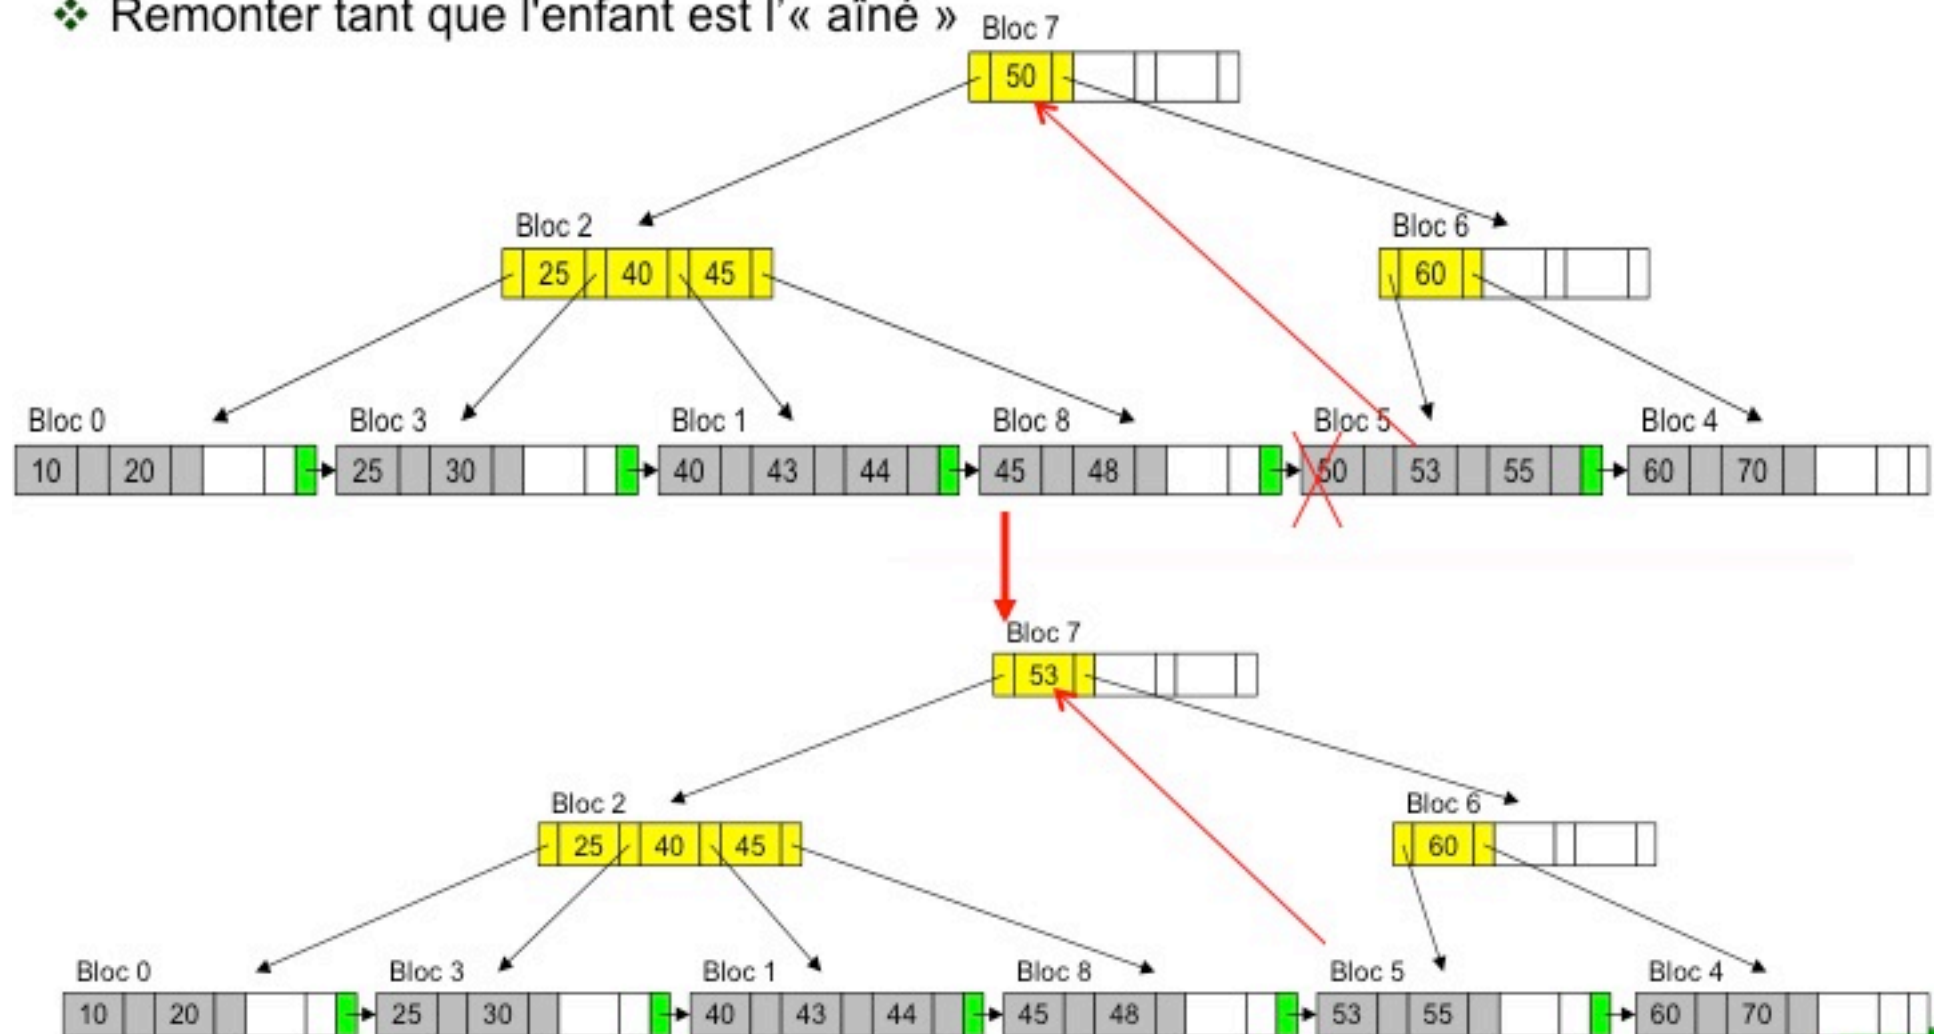 ❖ Remonter tant que l'enfant est l'« aîné »
Bloc 7
50
Bloc 2
Bloc 6
25 40 45
60
Bloc 0 Bloc 3 Bloc 1 Bloc 8 Bloc 5 Bloc 4
10 20 25 30 40 43 44 45 48 50 53 55 60 70
Bloc 7
53
Bloc 2 Bloc 6
25 40 45 60
Bloc 0 Bloc 3 Bloc 1 Bloc 8 Bloc 5 Bloc 4
10 20 25 30 40 43 44 45 48 53 55 60 70